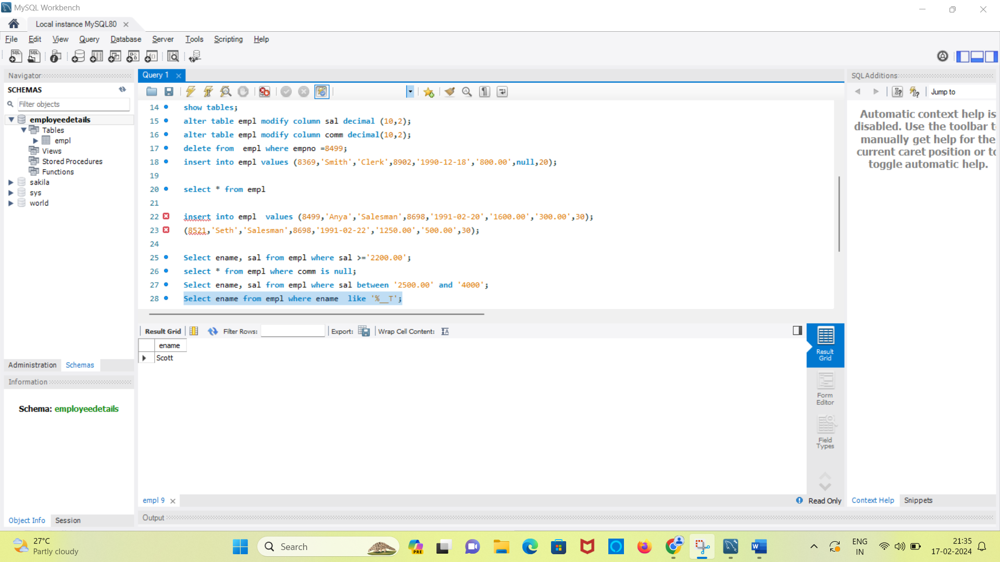 MySQL Workbench
Local instance MySQL80
File Edit View Query Database Server Tools Scripting Help
Navigator
SCHEMAS
Filter objects
employeedetails
Tables
empl
Views
Stored Procedures
Functions
sakila
sys
world
Administration Schemas
Information
Schema: employeedetails
Object Info Session
Query 1
14 show tables;
15 alter table empl modify column sal decimal (10,2);
16 alter table empl modify column comm decimal(10,2);
17 delete from  empl where empno =8499;
18 insert into empl values (8369,'Smith','Clerk',8902,'1990-12-18','800.00',null,20);
19
20 select * from empl
21
22 insert into empl  values (8499,'Anya','Salesman',8698,'1991-02-20','1600.00','300.00',30);
23 (8521,'Seth','Salesman',8698,'1991-02-22','1250.00','500.00',30);
24
25 Select ename, sal from empl where sal >='2200.00';
26 select * from empl where comm is null;
27 Select ename, sal from empl where sal between '2500.00' and '4000';
28 Select ename from empl where ename  like '%__T';
Result Grid Filter Rows: Export: Wrap Cell Content:
ename
Scott
Result
Grid
Form
Editor
Field
Types
empl 9
Read Only
Output
SQLAdditions
Jump to
Automatic context help is
disabled. Use the toolbar t
manually get help for the
current caret position or to
toggle automatic help.
Context Help Snippets
27°C
Partly cloudy
Search
PRE
ENG
IN
21:35
17-02-2024